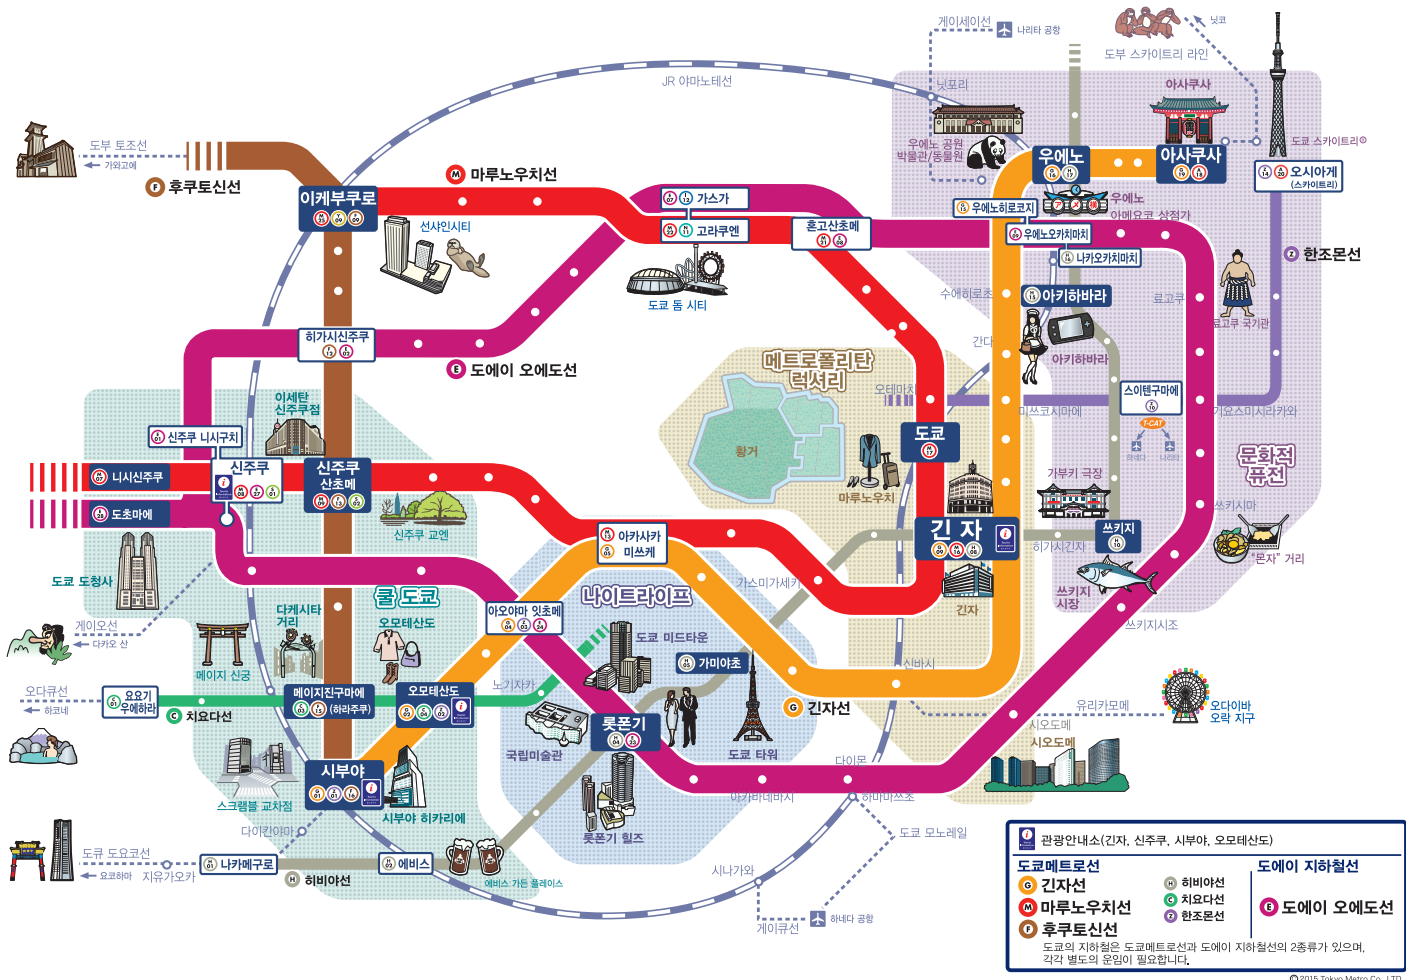 게이세이선
나리타 공항
닛코
도부 스카이트리 라인
JR 야마노테선
닛포리
아사쿠사
도부 토조선
가와고에
F 후쿠토신선
M 마루노우치선
우에노 공원
박물관/동물원
우에노
아사쿠사
도쿄 스카이트리®
오시아게
(스카이트리)
이케부쿠로
선샤인시티
가스가
고라쿠엔
혼고산초메
우에노히로코지
우에노
아메요코 상점가
우에노오카치마치
나카오카치마치
Z 한조몬선
도쿄 돔 시티
수에히로초
아키하바라
료고쿠
료고쿠 국기관
히가시신주쿠
E 도에이 오에도선
간다
아키하바라
메트로폴리탄
럭셔리
오테마치
미쓰코시마에
스이텐구마에
기요스미시라카와
T-CAT
하네다
나리타
이세탄
신주쿠점
신주쿠 니시구치
황거
도쿄
마루노우치
문화적
퓨전
니시신주쿠
신주쿠
신주쿠
산초메
가부키 극장
도초마에
신주쿠 교엔
아카사카
미쓰케
긴 자
쓰키지
히가시긴자
쓰키시마
"몬자" 거리
도쿄 도청사
가스미가세키
긴자
쓰키지
시장
쓰키지시조
쿨 도쿄
나이트라이프
아오야마 잇초메
다케시타
거리
오모테산도
게이오선
다카오 산
메이지 신궁
도쿄 미드타운
가미야초
신바시
오다큐선
하코네
요요기
우에하라
C 치요다선
메이지진구마에
(하라주쿠)
오모테산도
노기자카
G 긴자선
유리카모메
오다이바
오락 지구
국립미술관
롯폰기
도쿄 타워
시오도메
시오도메
시부야
다이몬
스크램블 교차점
시부야 히카리에
아카바네바시
하마마쓰초
다이칸야마
롯폰기 힐즈
도쿄 모노레일
도큐 도요코선
요코하마
지유가오카
나카메구로
에비스
H 히비야선
에비스 가든 플레이스
시나가와
게이큐선
하네다 공항
관광안내소(긴자, 신주쿠, 시부야, 오모테산도)
도쿄메트로선
도에이 지하철선
G 긴자선
M 마루노우치선
F 후쿠토신선
H 히비야선
C 치요다선
Z 한조몬선
E 도에이 오에도선
도쿄의 지하철은 도쿄메트로선과 도에이 지하철선의 2종류가 있으며,
각각 별도의 운임이 필요합니다.
©2015 Tokyo Metro Co., LTD